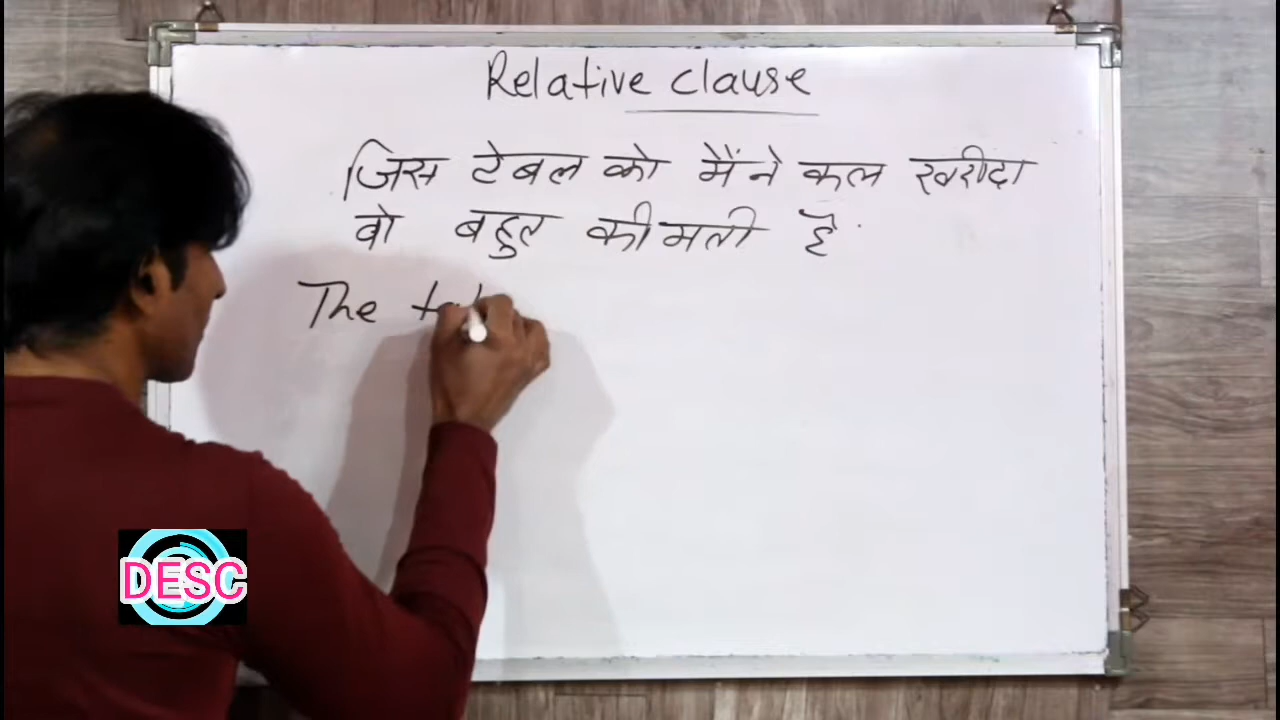 Relative clause
जिस टेबल को मैंने कल खरीदा
वो बहुत कीमती है.
The
DESC